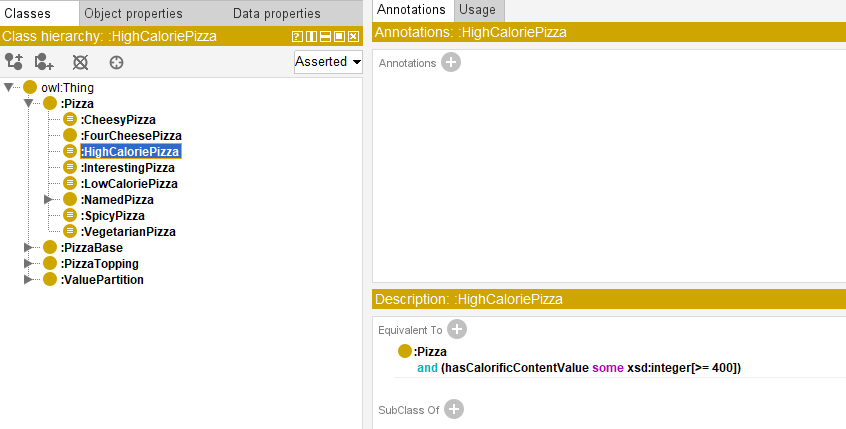 Classes
Object properties
Data properties
Class hierarchy: :HighCaloriePizza
Asserted
owl:Thing
:Pizza
:CheesyPizza
:FourCheesePizza
:HighCaloriePizza
:InterestingPizza
:LowCaloriePizza
:NamedPizza
:SpicyPizza
:VegetarianPizza
:PizzaBase
:PizzaTopping
:ValuePartition
Annotations
Usage
Annotations: :HighCaloriePizza
Annotations
Description: :HighCaloriePizza
Equivalent To
:Pizza
and (hasCalorificContentValue some xsd:integer[>= 400])
SubClass Of